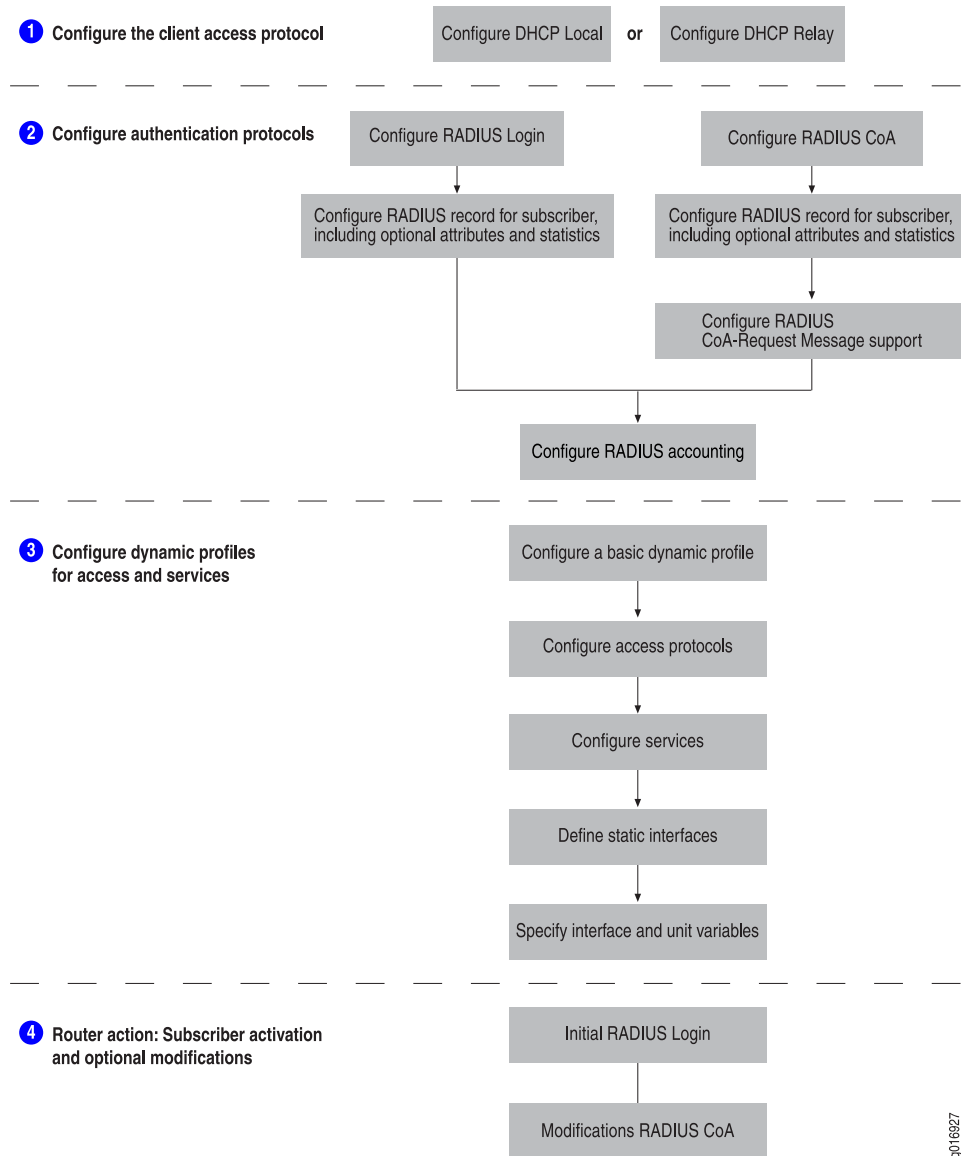 1 Configure the client access protocol
Configure DHCP Local
or
Configure DHCP Relay
2 Configure authentication protocols
Configure RADIUS Login
Configure RADIUS CoA
Configure RADIUS record for subscriber,
including optional attributes and statistics
Configure RADIUS record for subscriber,
including optional attributes and statistics
Configure RADIUS
CoA-Request Message support
Configure RADIUS accounting
3 Configure dynamic profiles
for access and services
Configure a basic dynamic profile
Configure access protocols
Configure services
Define static interfaces
Specify interface and unit variables
4 Router action: Subscriber activation
and optional modifications
Initial RADIUS Login
Modifications RADIUS CoA
g016927